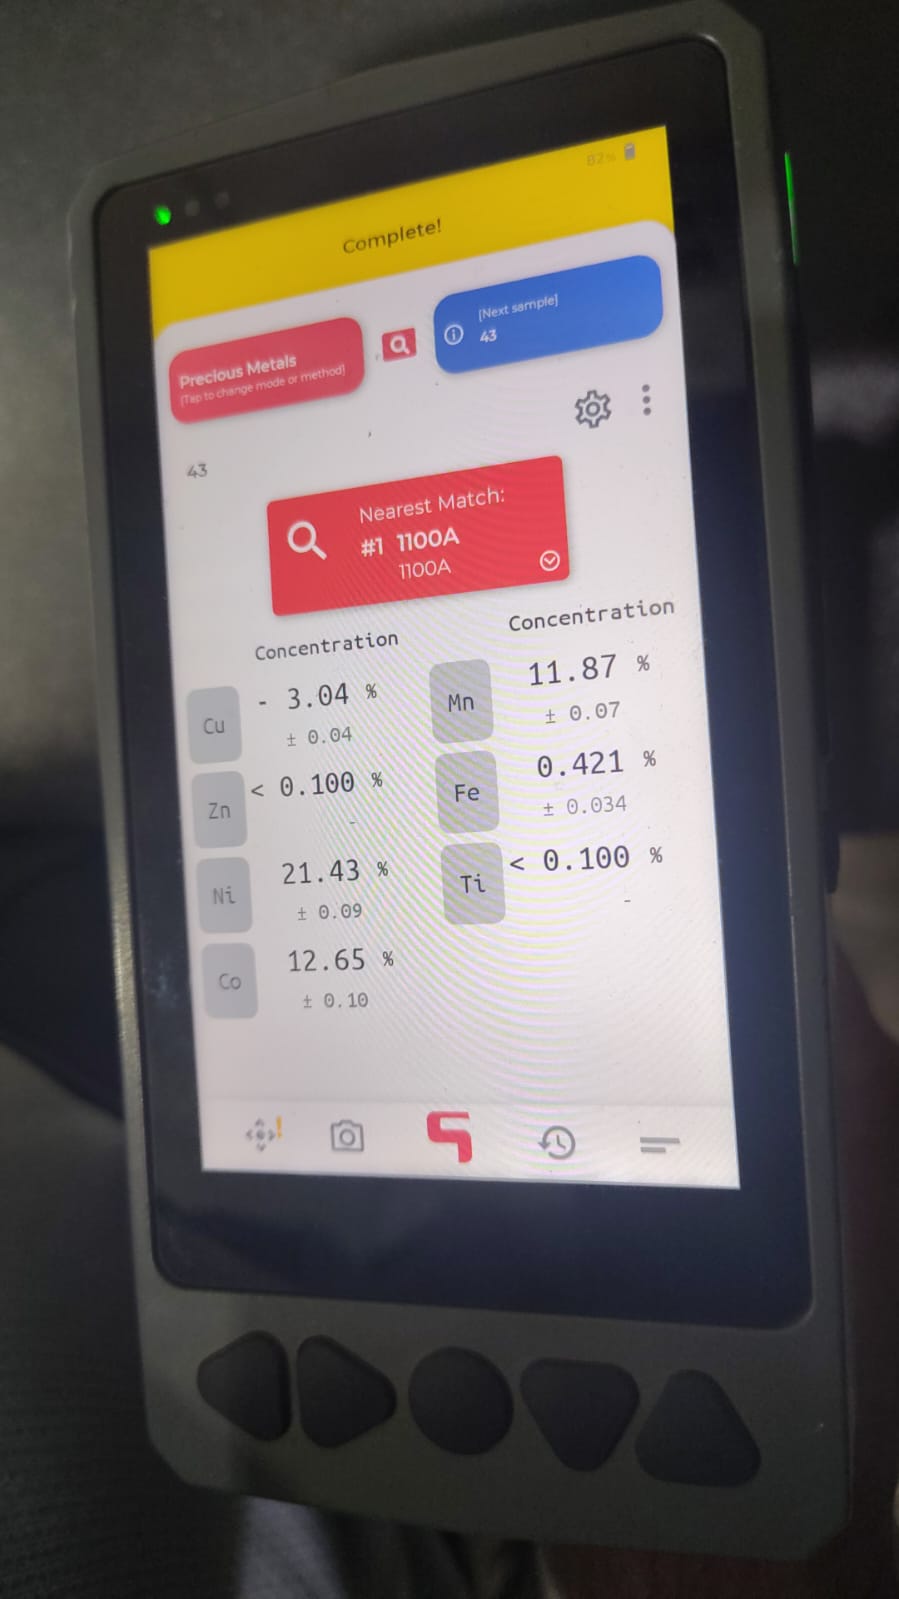 82%
Complete!
Precious Metals
[Tap to change mode or method]
[Next sample]
43
43
Nearest Match:
#1 1100A
1100A
Concentration
Cu - 3.04 %
± 0.04
Zn < 0.100 %
-
Ni 21.43 %
± 0.09
Co 12.65 %
± 0.10
Concentration
Mn 11.87 %
± 0.07
Fe 0.421 %
± 0.034
Ti < 0.100 %
-